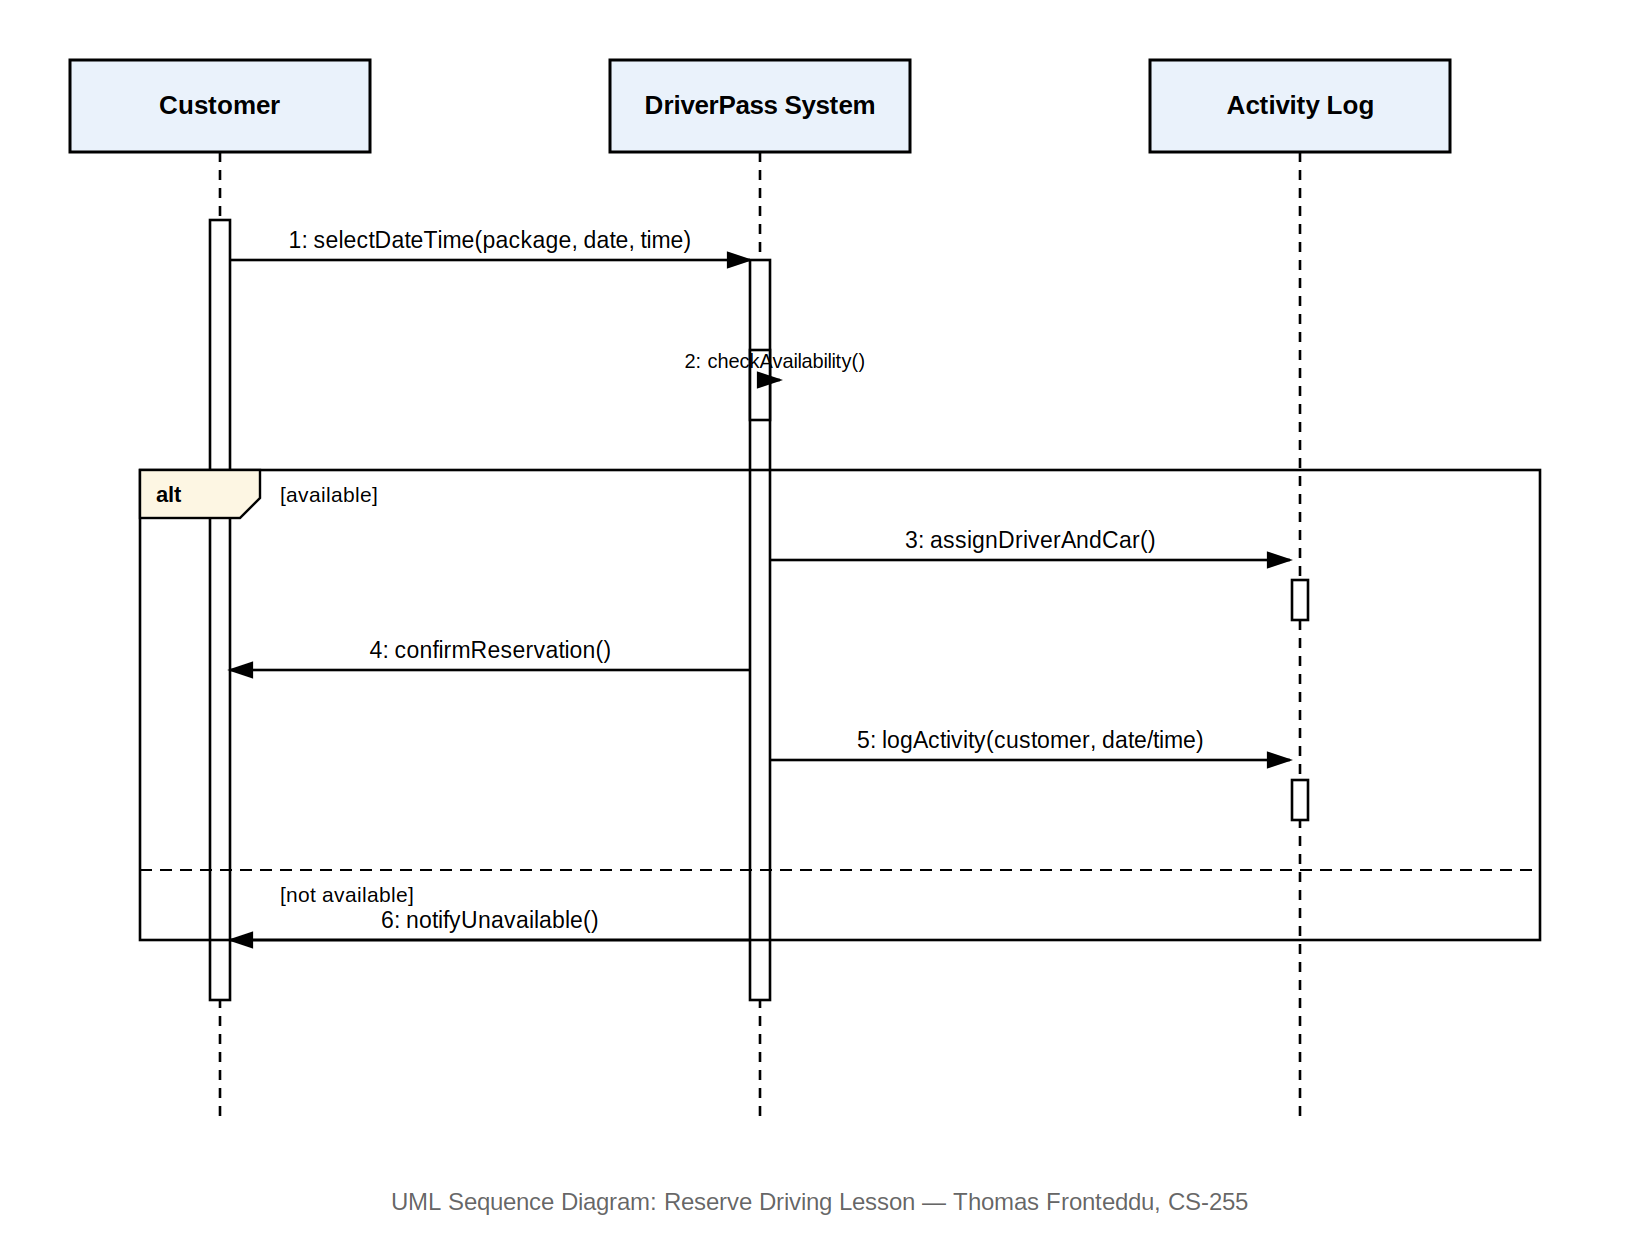 Customer
DriverPass System
Activity Log
1: selectDateTime(package, date, time)
2: checkAvailability()
alt
[available]
3: assignDriverAndCar()
4: confirmReservation()
5: logActivity(customer, date/time)
[not available]
6: notifyUnavailable()
UML Sequence Diagram: Reserve Driving Lesson — Thomas Fronteddu, CS-255